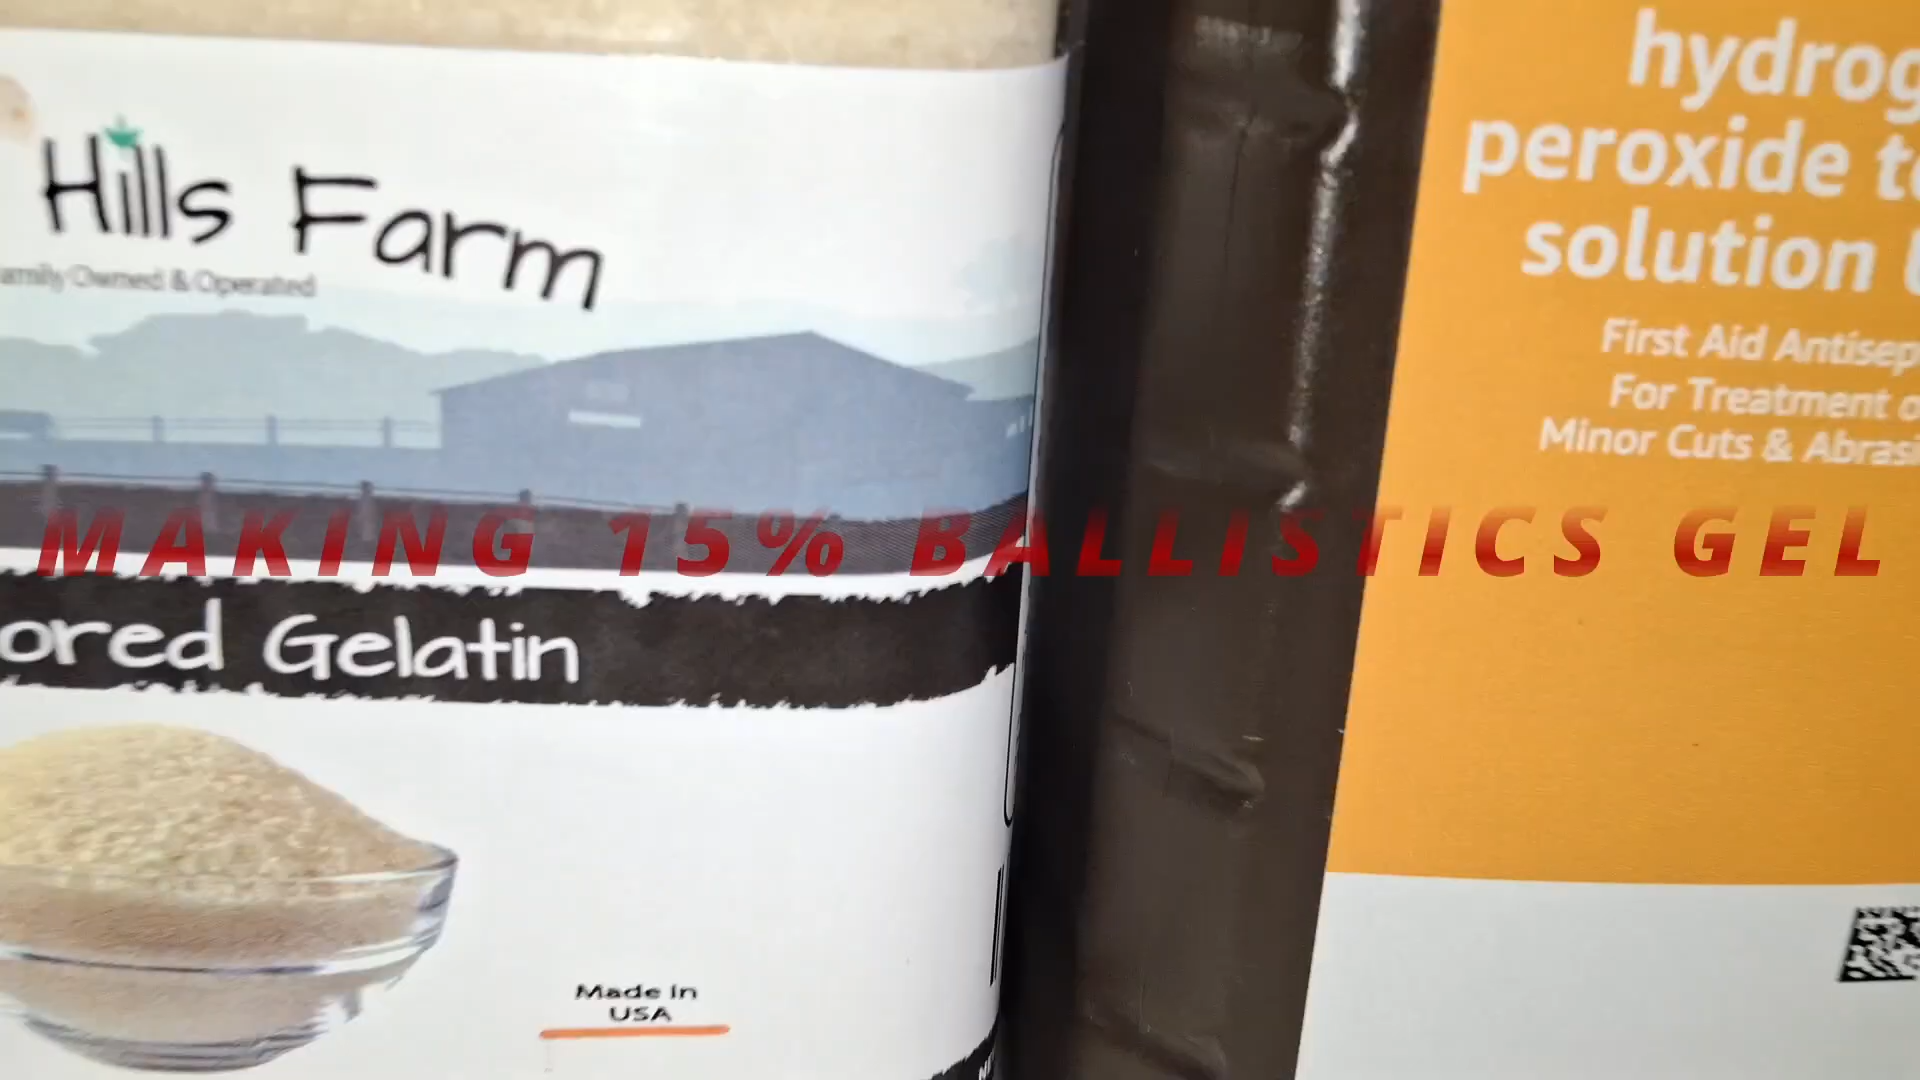 Hills Farm
amily Owned & Operated
ored Gelatin
Made in
USA
hydrog
peroxide t
solution
First Aid Antisep
For Treatment o
Minor Cuts & Abrasi
MAKING 15% BALLISTICS GEL